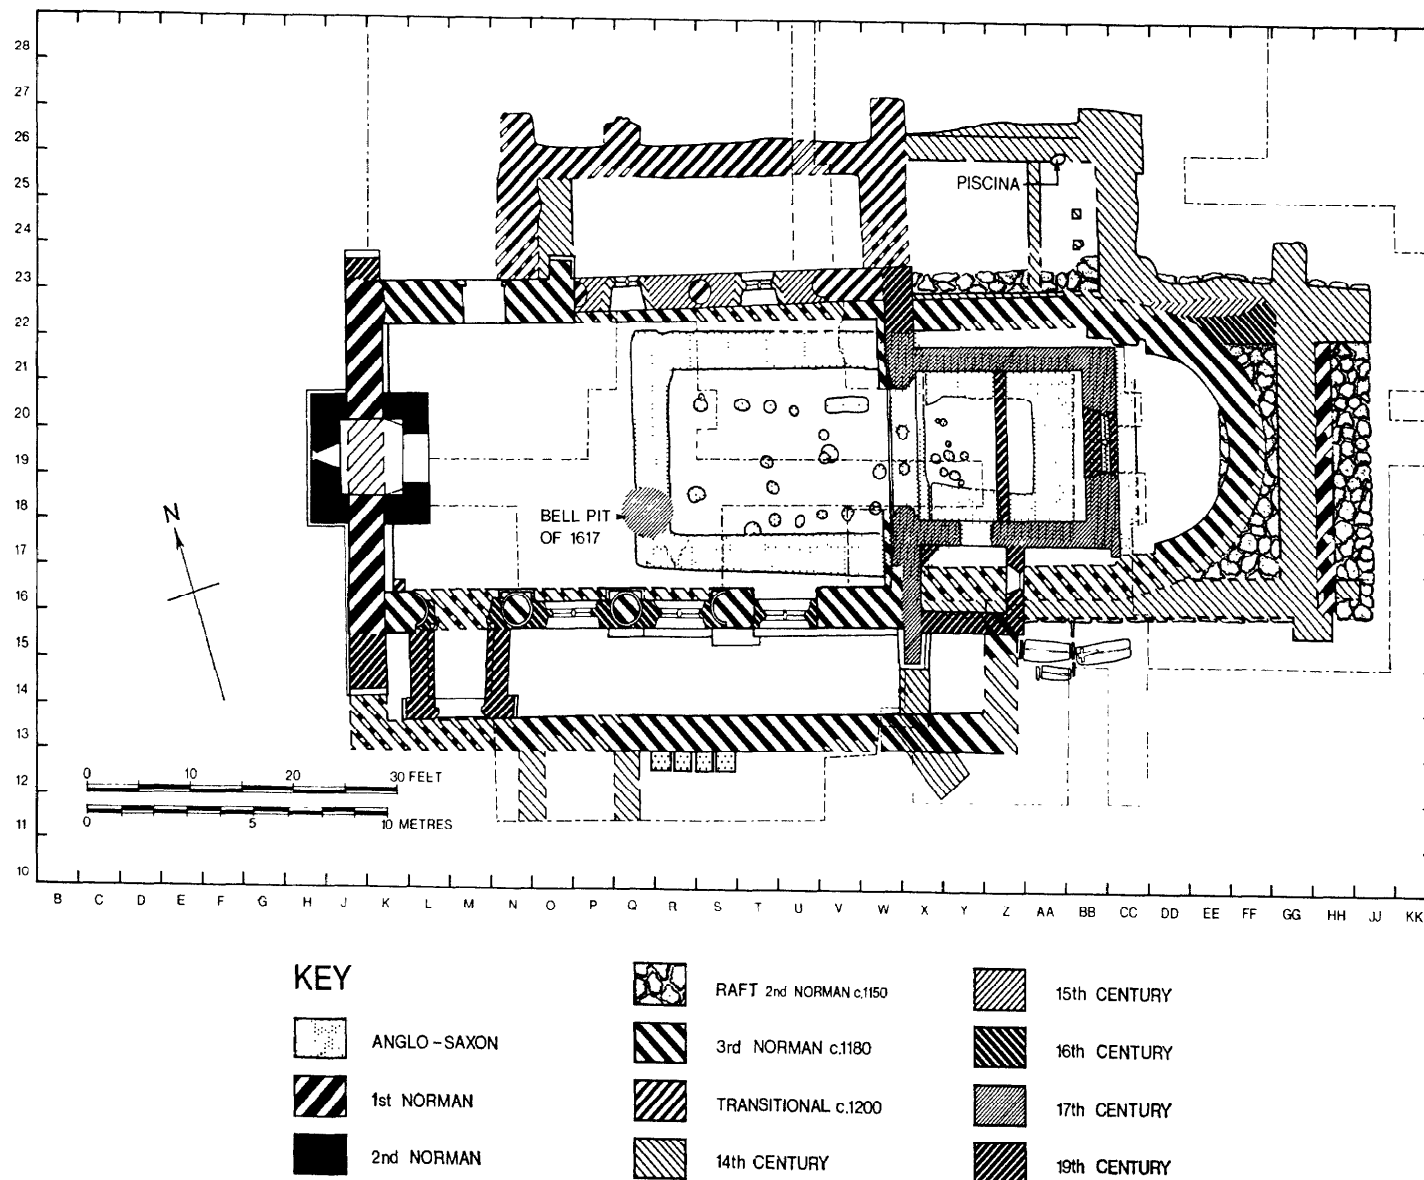 28
27
26
25
24
23
22
21
20
19
18
17
16
15
14
13
12
11
10
PISCINA
BELL PIT
OF 1617
N
0 10 20 30 FEET
0 5 10 METRES
B C D E F G H J K L M N O P Q R S T U V W X Y Z AA BB CC DD EE FF GG HH JJ KK
KEY
ANGLO-SAXON
1st NORMAN
2nd NORMAN
RAFT 2nd NORMAN c.1150
3rd NORMAN c.1180
TRANSITIONAL c.1200
14th CENTURY
15th CENTURY
16th CENTURY
17th CENTURY
19th CENTURY